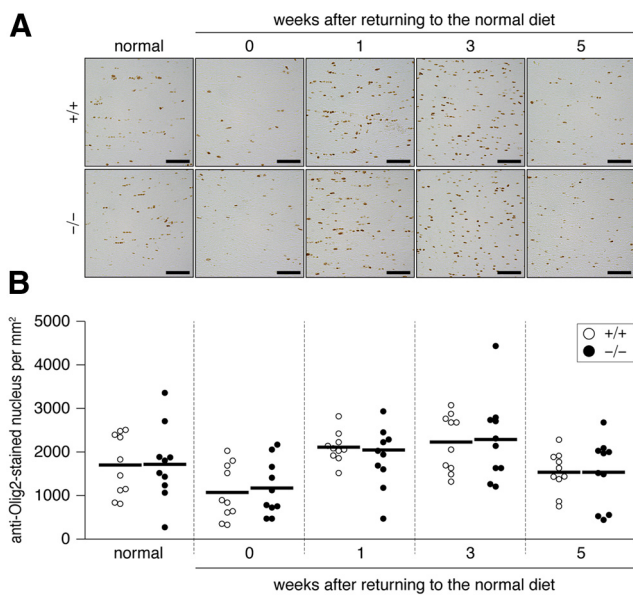 A
weeks after returning to the normal diet
normal 0 1 3 5
+/+
−/−
B
anti-Olig2-stained nucleus per mm²
5000
4000
3000
2000
1000
0
+/+
−/−
normal 0 1 3 5
weeks after returning to the normal diet